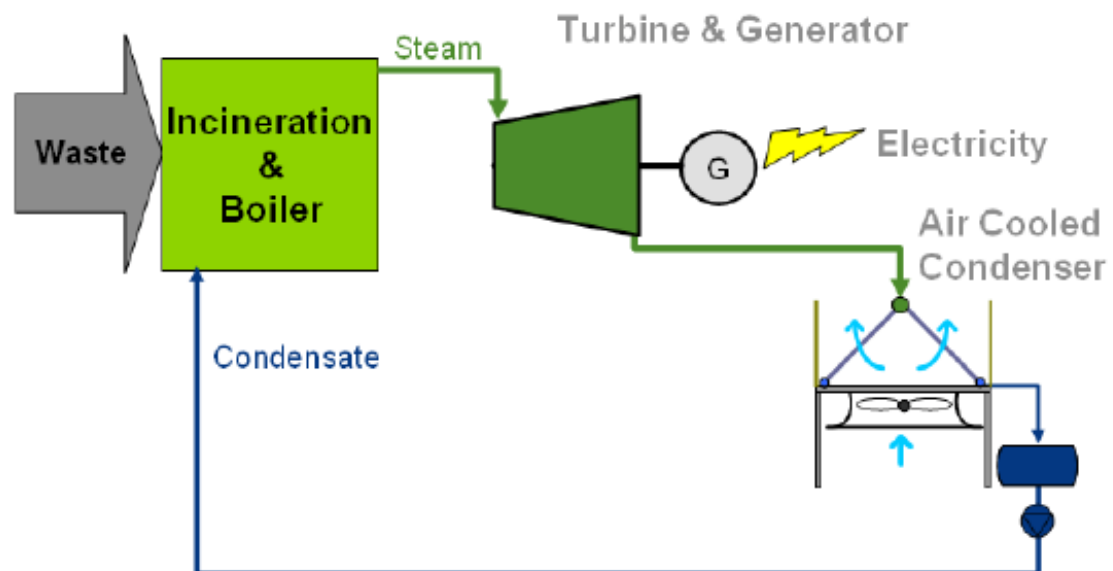 Turbine & Generator
Steam
Waste
Incineration
&
Boiler
G
Electricity
Air Cooled
Condenser
Condensate